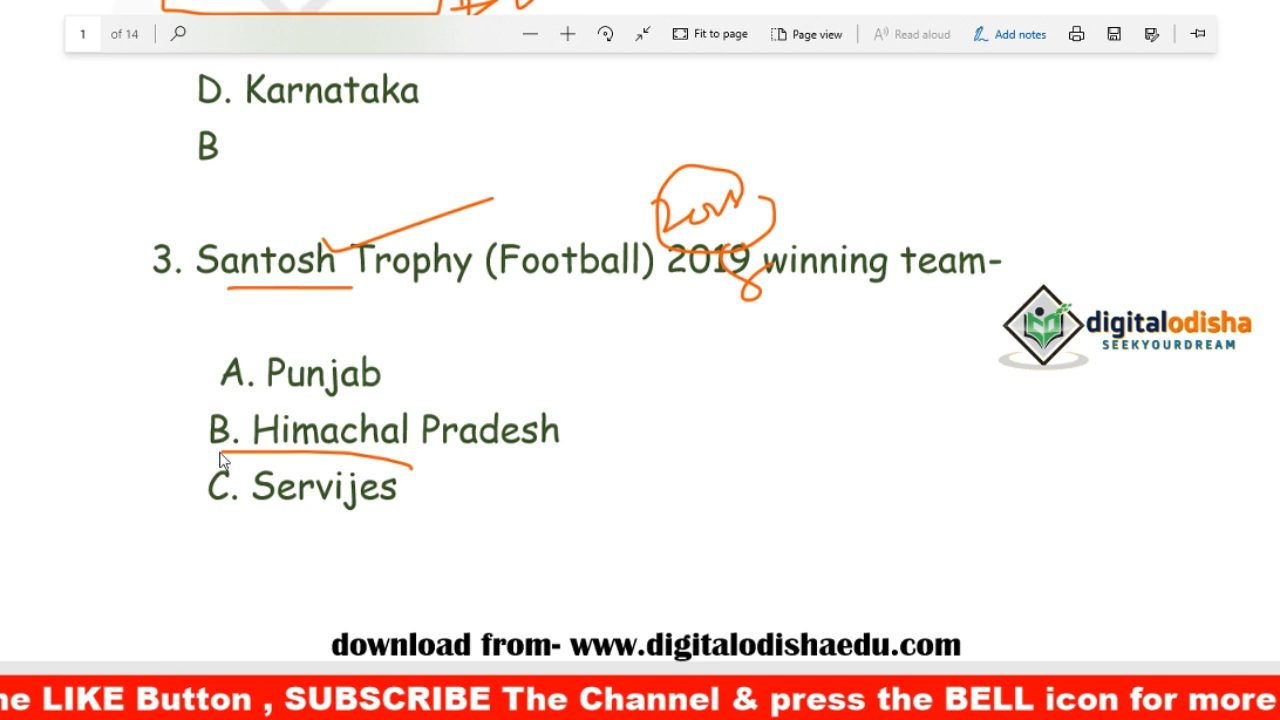 1 of 14 Fit to page Page view Read aloud Add notes
D. Karnataka
B
3. Santosh Trophy (Football) 2019 winning team-
8
digitalodisha
SEEKYOURDREAM
A. Punjab
B. Himachal Pradesh
C. Servijes
download from- www.digitalodishaedu.com
ne LIKE Button , SUBSCRIBE The Channel & press the BELL icon for more